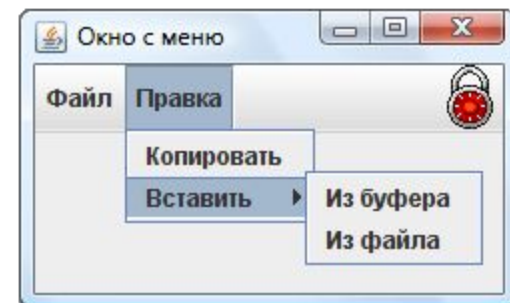 Окно с меню
Файл Правка
Копировать
Вставить
Из буфера
Из файла